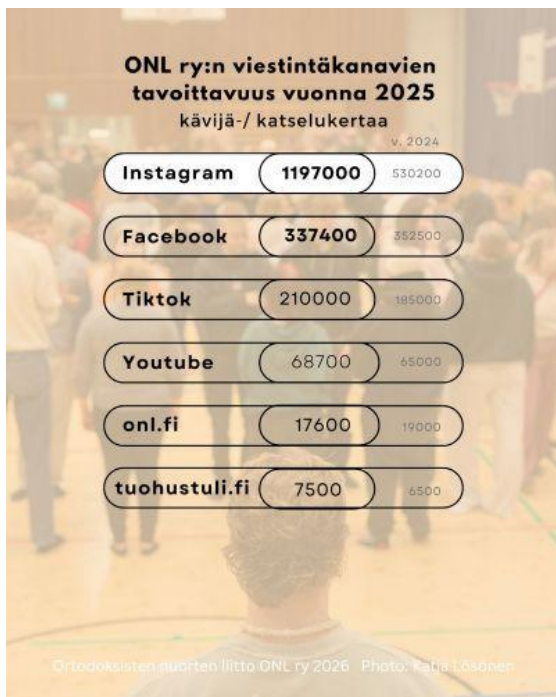 ONL ry:n viestintäkanavien
tavoittavuus vuonna 2025
kävijä-/ katselukertaa
v. 2024
Instagram 1197000 530200
Facebook 337400 352500
Tiktok 210000 185000
Youtube 68700 65000
onl.fi 17600 19000
tuohustuli.fi 7500 6500
Ortodoksisten nuorten liitto ONL ry 2026 Photo: Katja Lösönen